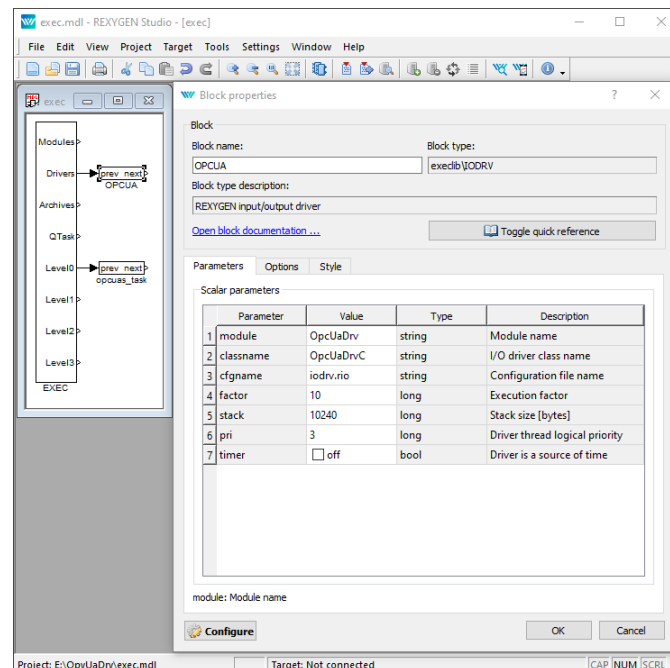 exec.mdl - REXYGEN Studio - [exec]
File Edit View Project Target Tools Settings Window Help
exec
Modules
Drivers
prev next
OPCUA
Archives
QTask
Level0
prev next
opcuas_task
Level1
Level2
Level3
EXEC
Block properties
Block
Block name:
Block type:
OPCUA
execlib\IODRV
Block type description:
REXYGEN input/output driver
Open block documentation ...
Toggle quick reference
Parameters Options Style
Scalar parameters
Parameter Value Type Description
1 module OpcUaDrv string Module name
2 classname OpcUaDrvC string I/O driver class name
3 cfgname iodrv.rio string Configuration file name
4 factor 10 long Execution factor
5 stack 10240 long Stack size [bytes]
6 pri 3 long Driver thread logical priority
7 timer off bool Driver is a source of time
module: Module name
Configure
OK
Cancel
Project: E:\OpvUaDrv\exec.mdl
Target: Not connected
CAP NUM SCRL